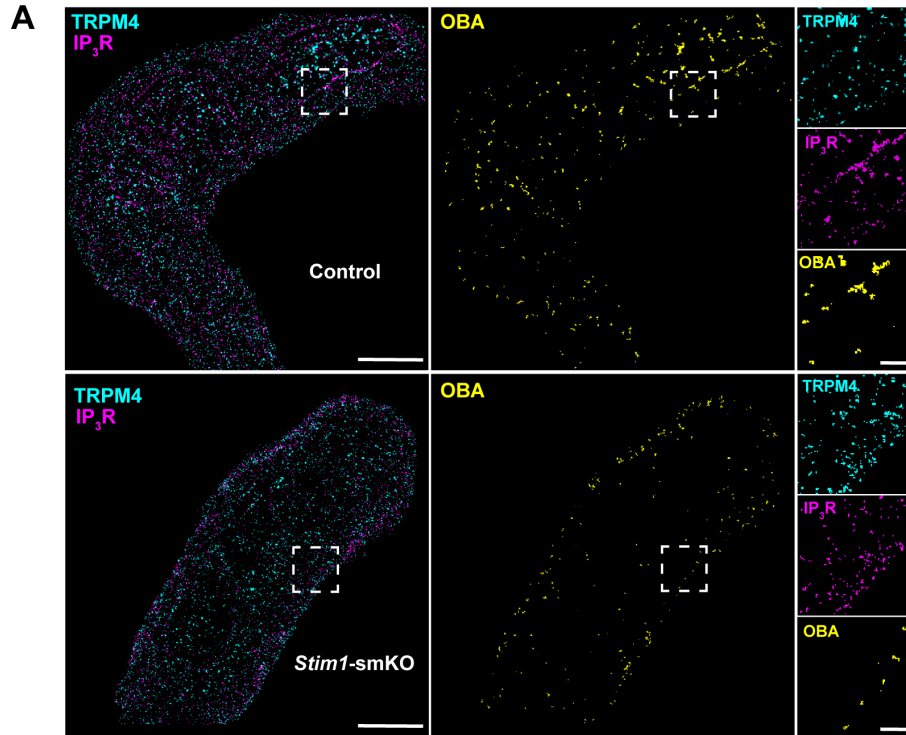 A
TRPM4
IP₃R
Control
OBA
TRPM4
IP₃R
OBA
TRPM4
IP₃R
Stim1-smKO
OBA
TRPM4
IP₃R
OBA